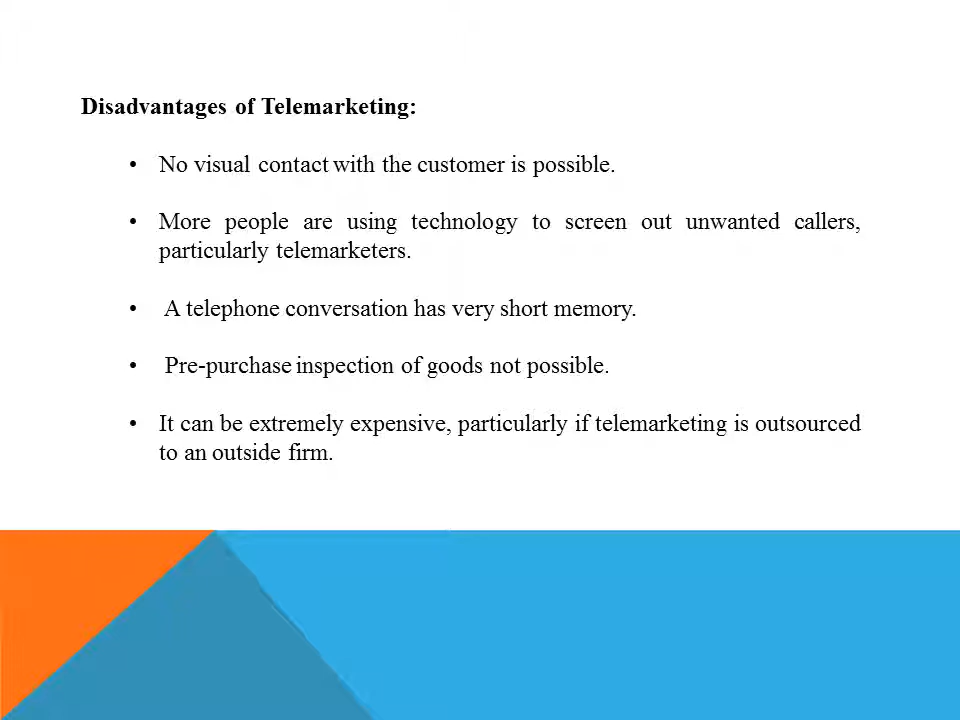 Disadvantages of Telemarketing:
• No visual contact with the customer is possible.
• More people are using technology to screen out unwanted callers,
particularly telemarketers.
• A telephone conversation has very short memory.
• Pre-purchase inspection of goods not possible.
• It can be extremely expensive, particularly if telemarketing is outsourced
to an outside firm.